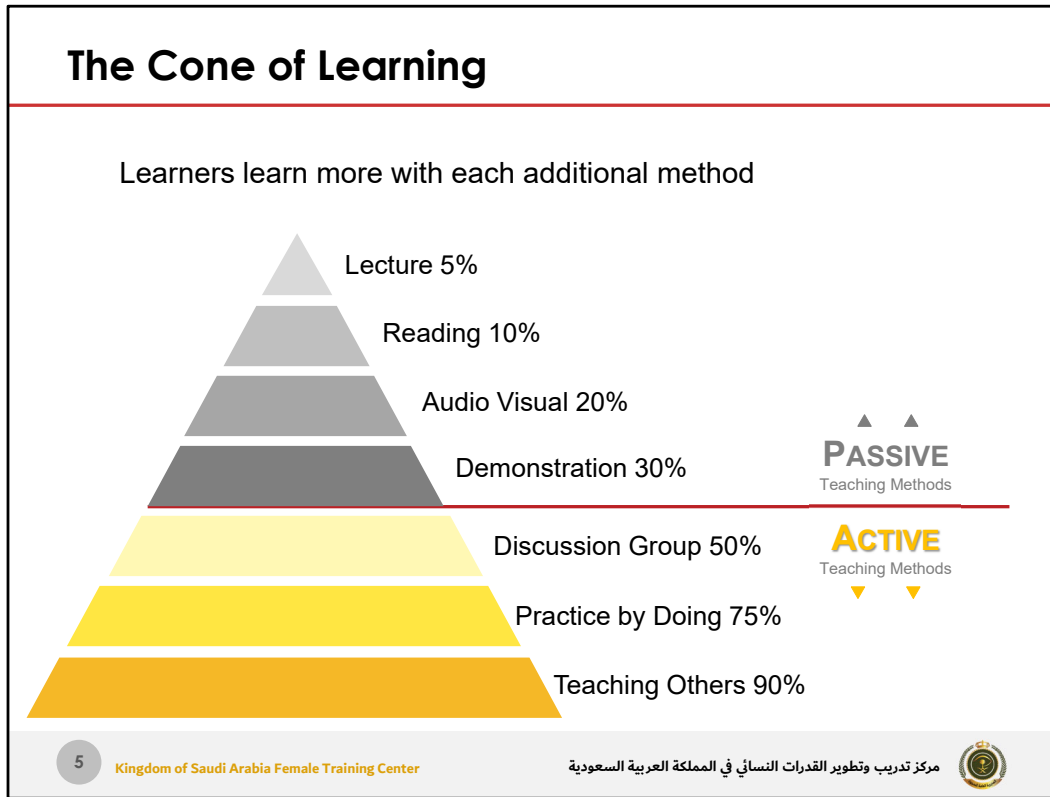 The Cone of Learning
Learners learn more with each additional method
Lecture 5%
Reading 10%
Audio Visual 20%
Demonstration 30%
PASSIVE
Teaching Methods
Discussion Group 50%
ACTIVE
Teaching Methods
Practice by Doing 75%
Teaching Others 90%
5
Kingdom of Saudi Arabia Female Training Center
مركز تدريب وتطوير القدرات النسائي في المملكة العربية السعودية